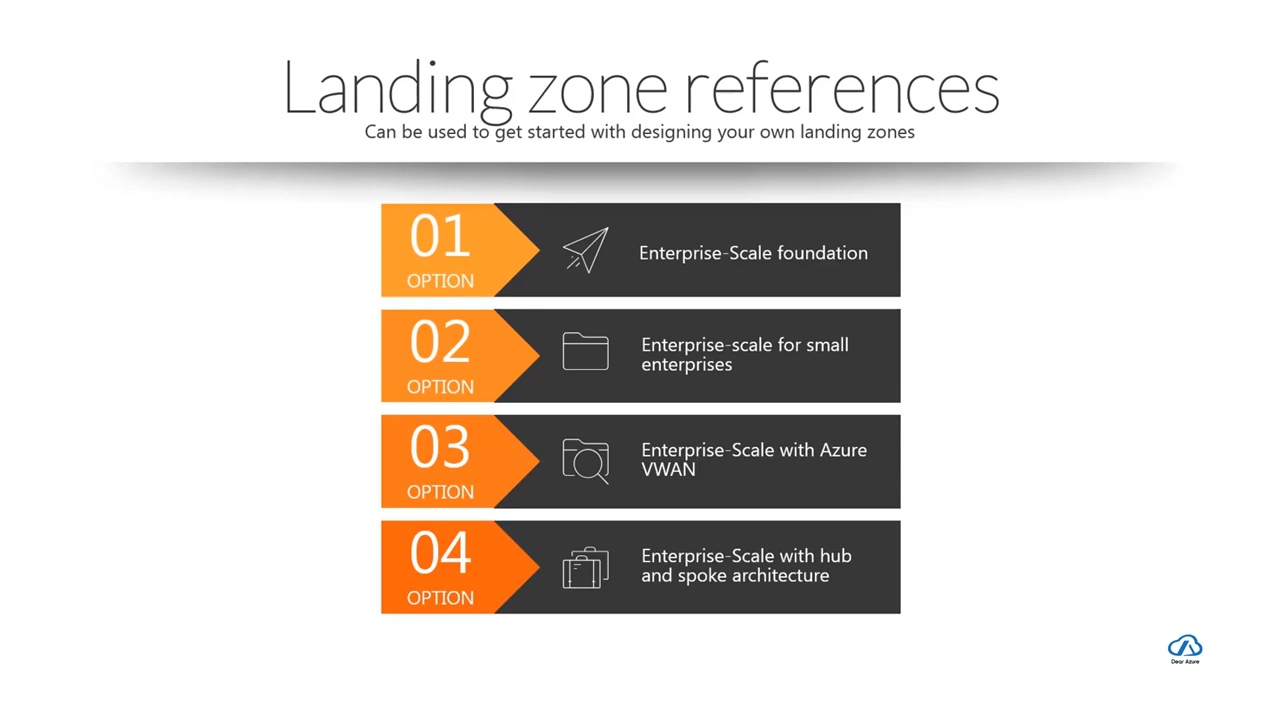 Landing zone references
Can be used to get started with designing your own landing zones
01
OPTION
Enterprise-Scale foundation
02
OPTION
Enterprise-scale for small
enterprises
03
OPTION
Enterprise-Scale with Azure
VWAN
04
OPTION
Enterprise-Scale with hub
and spoke architecture
Dear Azure